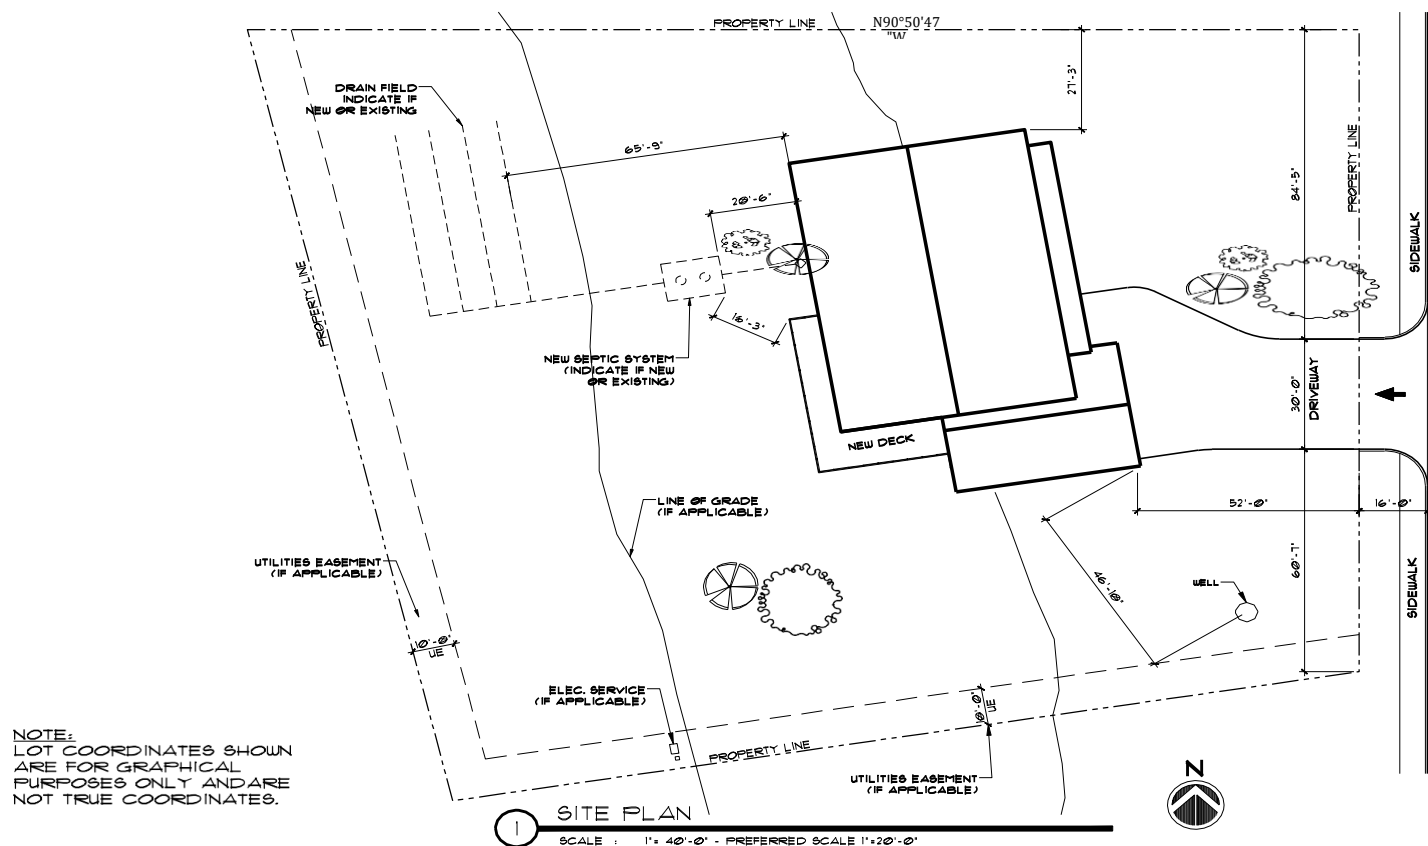 PROPERTY LINE
N90°50'47
"W
DRAIN FIELD
INDICATE IF
NEW OR EXISTING
27'-3"
65'-9"
20'-6"
84'-5"
PROPERTY LINE
SIDEWALK
PROPERTY LINE
16'-3"
NEW SEPTIC SYSTEM
(INDICATE IF NEW
OR EXISTING)
30'-0"
DRIVEWAY
NEW DECK
LINE OF GRADE
(IF APPLICABLE)
52'-0"
16'-0"
UTILITIES EASEMENT
(IF APPLICABLE)
46'-10"
WELL
60'-7"
SIDEWALK
10'-0"
UE
ELEC. SERVICE
(IF APPLICABLE)
10'-0"
UE
PROPERTY LINE
UTILITIES EASEMENT
(IF APPLICABLE)
N
NOTE:
LOT COORDINATES SHOWN
ARE FOR GRAPHICAL
PURPOSES ONLY ANDARE
NOT TRUE COORDINATES.
1
SITE PLAN
SCALE : 1"= 40'-0" - PREFERRED SCALE 1"=20'-0"